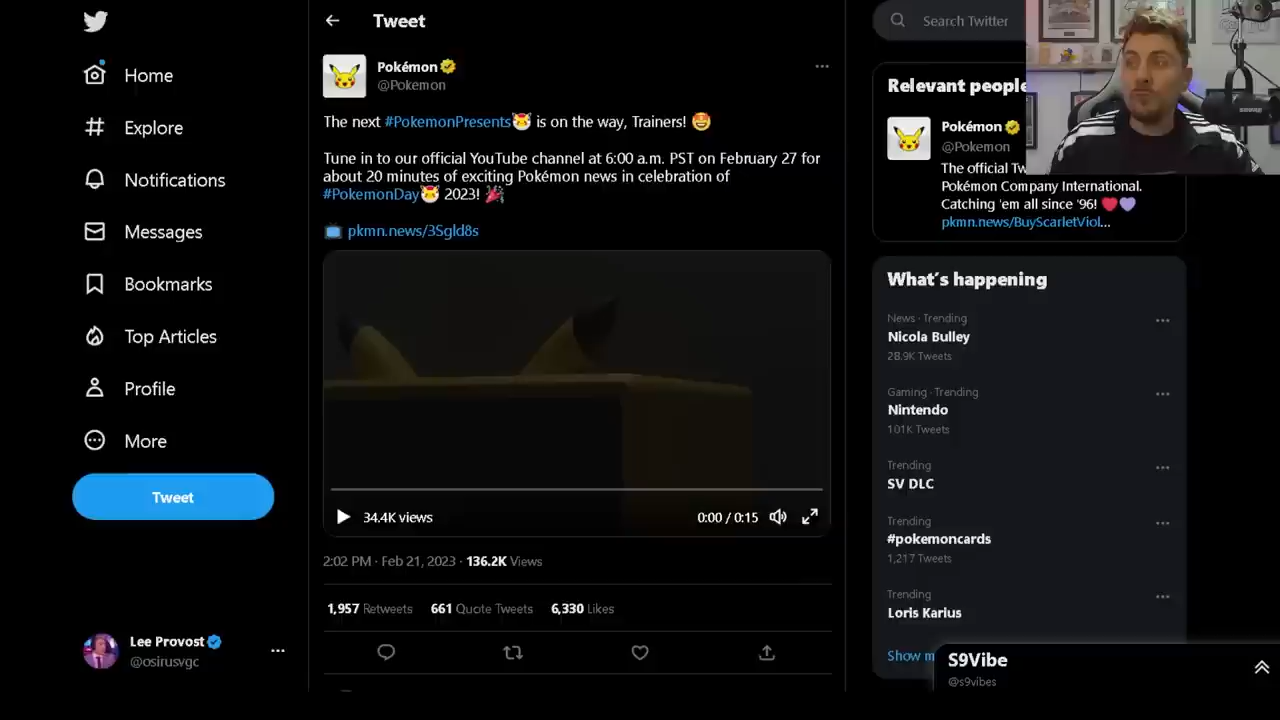 Home
Explore
Notifications
Messages
Bookmarks
Top Articles
Profile
More
Tweet
Lee Provost
@osirusvgc
Tweet
Pokémon
@Pokemon
The next #PokemonPresents is on the way, Trainers!
Tune in to our official YouTube channel at 6:00 a.m. PST on February 27 for
about 20 minutes of exciting Pokémon news in celebration of
#PokemonDay 2023!
pkmn.news/3Sgld8s
34.4K views
0:00 / 0:15
2:02 PM · Feb 21, 2023 · 136.2K Views
1,957 Retweets 661 Quote Tweets 6,330 Likes
Search Twitter
Relevant people
Pokémon
@Pokemon
The official Tw
Pokémon Company International.
Catching 'em all since '96!
pkmn.news/BuyScarletViol...
What's happening
News · Trending
Nicola Bulley
28.9K Tweets
Gaming · Trending
Nintendo
101K Tweets
Trending
SV DLC
Trending
#pokemoncards
1,217 Tweets
Trending
Loris Karius
Show m
S9Vibe
@s9vibes